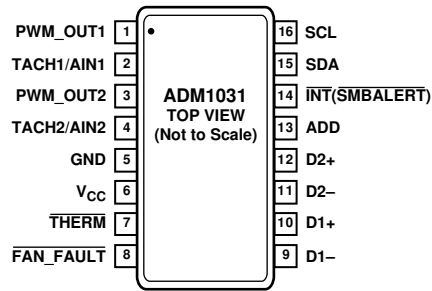 PWM_OUT1 1
TACH1/AIN1 2
PWM_OUT2 3
TACH2/AIN2 4
GND 5
VCC 6
THERM 7
FAN_FAULT 8
ADM1031
TOP VIEW
(Not to Scale)
16 SCL
15 SDA
14 INT(SMBALERT)
13 ADD
12 D2+
11 D2–
10 D1+
9 D1–